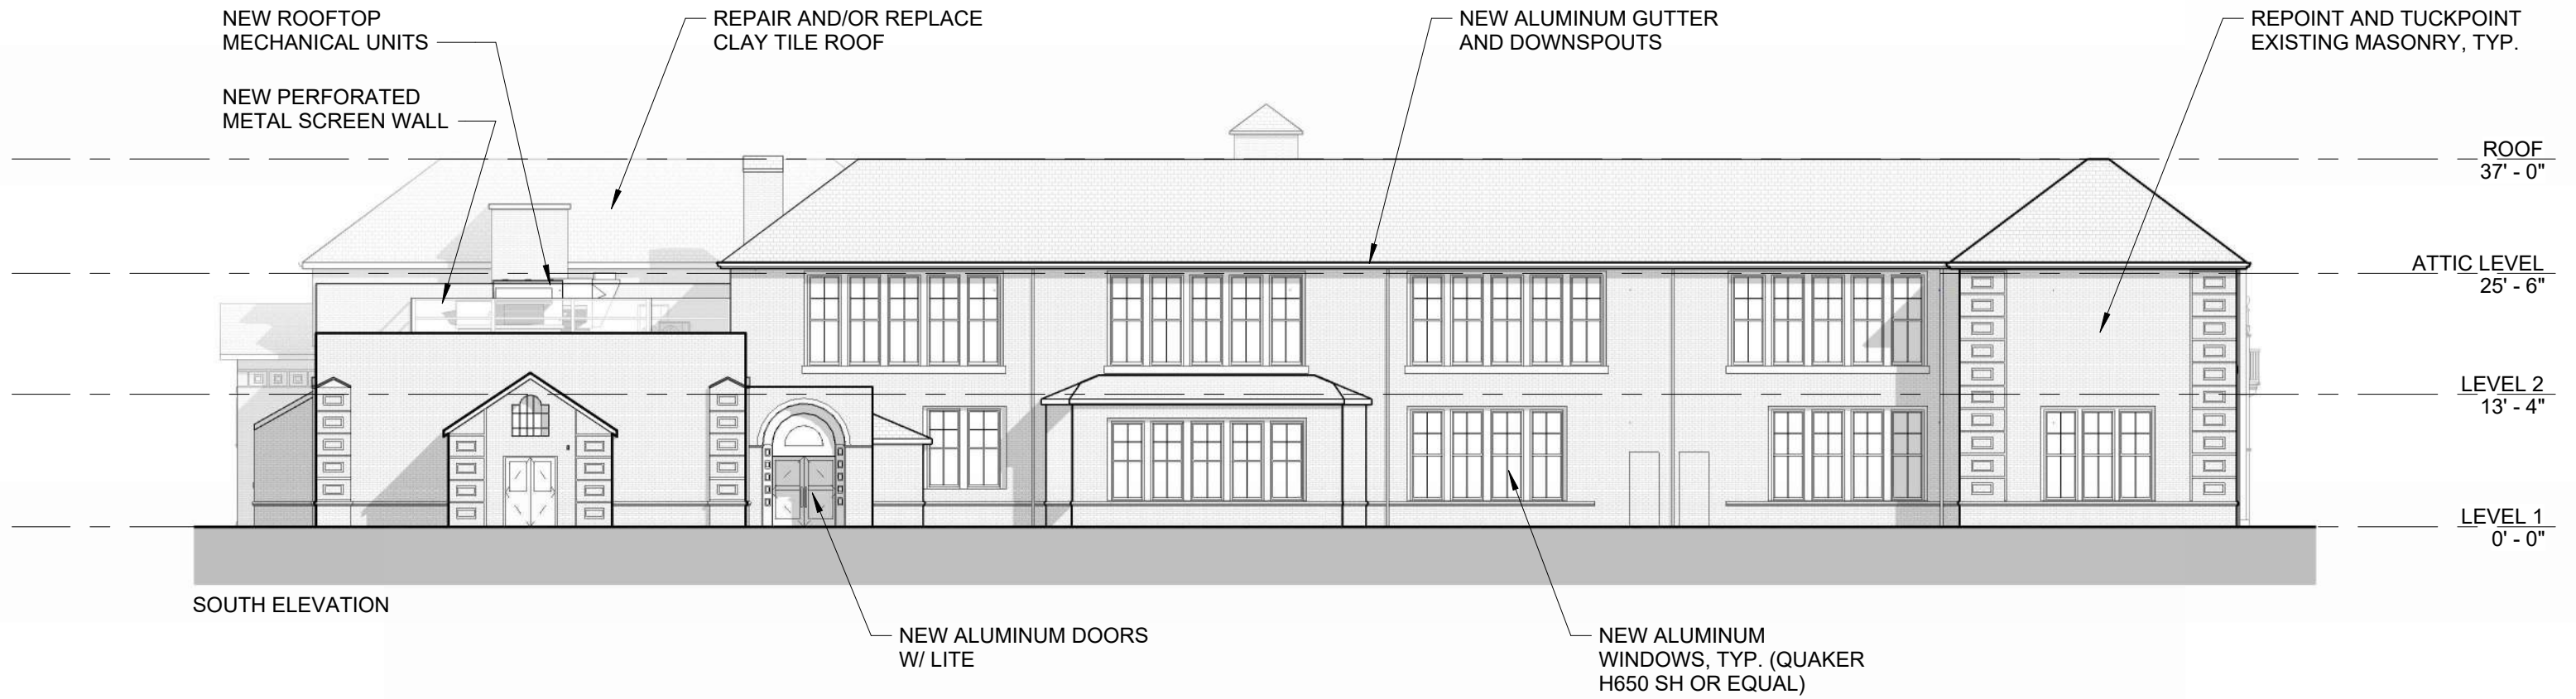 NEW ROOFTOP
MECHANICAL UNITS
REPAIR AND/OR REPLACE
CLAY TILE ROOF
NEW ALUMINUM GUTTER
AND DOWNSPOUTS
REPOINT AND TUCKPOINT
EXISTING MASONRY, TYP.
NEW PERFORATED
METAL SCREEN WALL
ROOF
37' - 0"
ATTIC LEVEL
25' - 6"
LEVEL 2
13' - 4"
LEVEL 1
0' - 0"
SOUTH ELEVATION
NEW ALUMINUM DOORS
W/ LITE
NEW ALUMINUM
WINDOWS, TYP. (QUAKER
H650 SH OR EQUAL)